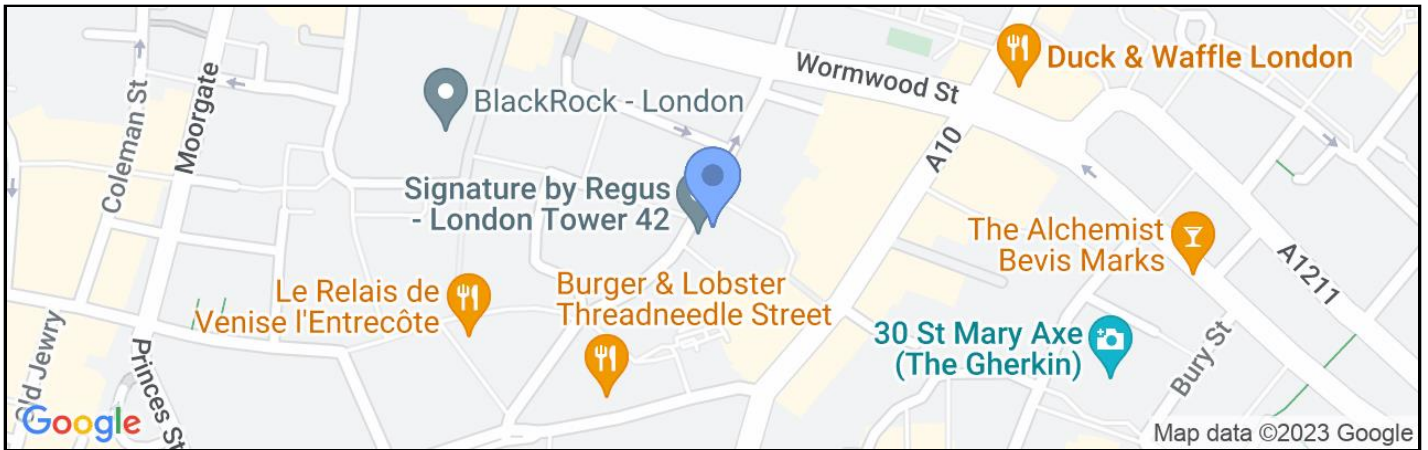 Coleman St
Moorgate
BlackRock - London
Wormwood St
Duck & Waffle London
A10
Signature by Regus
- London Tower 42
The Alchemist
Bevis Marks
A1211
Le Relais de
Venise l'Entrecôte
Burger & Lobster
Threadneedle Street
30 St Mary Axe
(The Gherkin)
Bury St
Old Jewry
Princes St
Google
Map data ©2023 Google